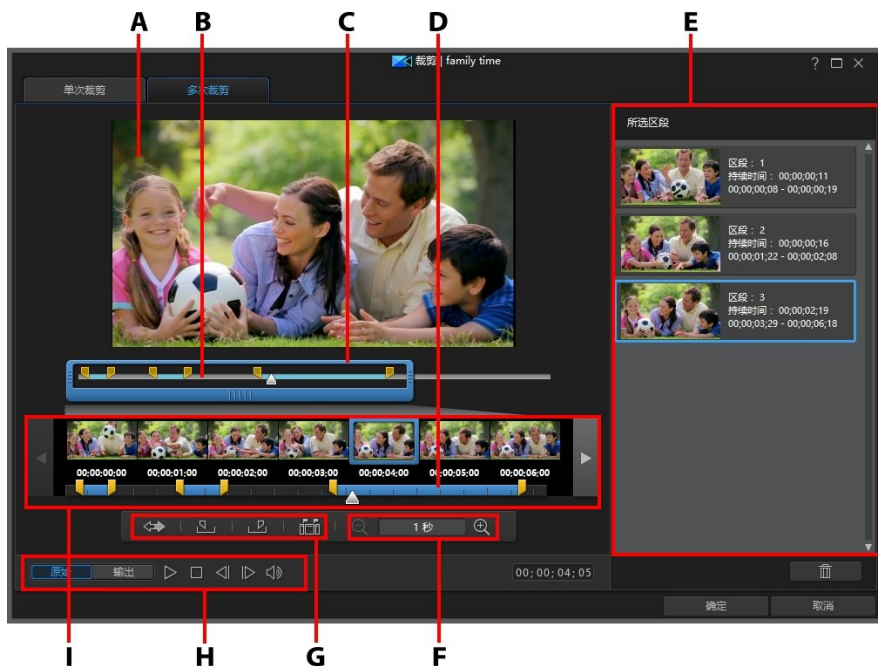 A B C D E
裁剪 | family time
单次裁剪 多次裁剪
所选区段
区段： 1
持续时间： 00;00;00;11
00;00;00;08 - 00;00;00;19
区段： 2
持续时间： 00;00;00;16
00;00;01;22 - 00;00;02;08
区段： 3
持续时间： 00;00;02;19
00;00;03;29 - 00;00;06;18
00;00;00;00 00;00;01;00 00;00;02;00 00;00;03;00 00;00;04;00 00;00;05;00 00;00;06;00
1 秒
原始 输出 00; 00; 04; 05
确定 取消
I H G F